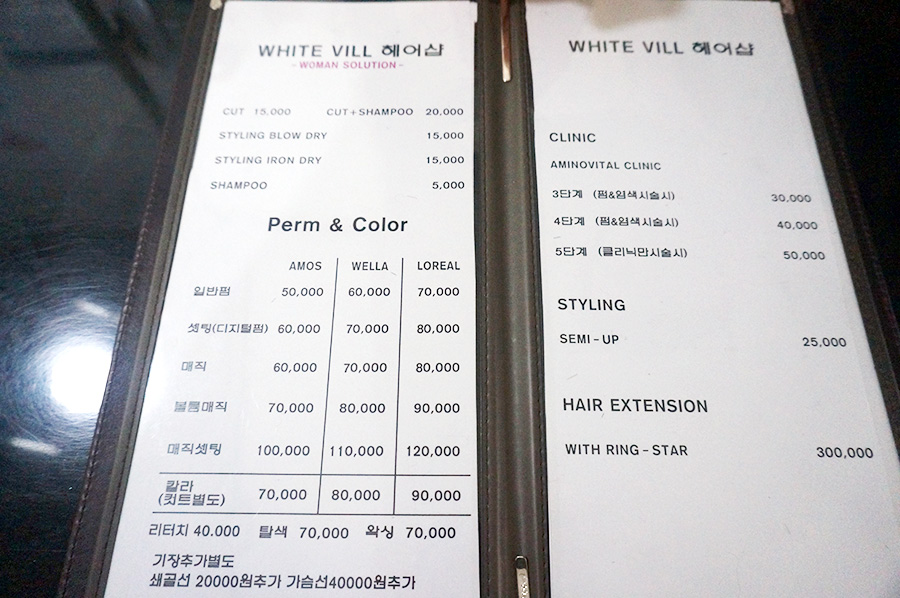 WHITE VILL 헤어샵
-WOMAN SOLUTION-
CUT 15,000 CUT+SHAMPOO 20,000
STYLING BLOW DRY 15,000
STYLING IRON DRY 15,000
SHAMPOO 5,000
Perm & Color
AMOS WELLA LOREAL
일반펌 50,000 60,000 70,000
셋팅(디지털펌) 60,000 70,000 80,000
매직 60,000 70,000 80,000
볼륨매직 70,000 80,000 90,000
매직셋팅 100,000 110,000 120,000
칼라
(컷트별도) 70,000 80,000 90,000
리터치 40.000 탈색 70,000 왁싱 70,000
기장추가별도
쇄골선 20000원추가 가슴선40000원추가
WHITE VILL 헤어샵
CLINIC
AMINOVITAL CLINIC
3단계 (펌&염색시술시) 30,000
4단계 (펌&염색시술시) 40,000
5단계 (클리닉만시술시) 50,000
STYLING
SEMI-UP 25,000
HAIR EXTENSION
WITH RING-STAR 300,000